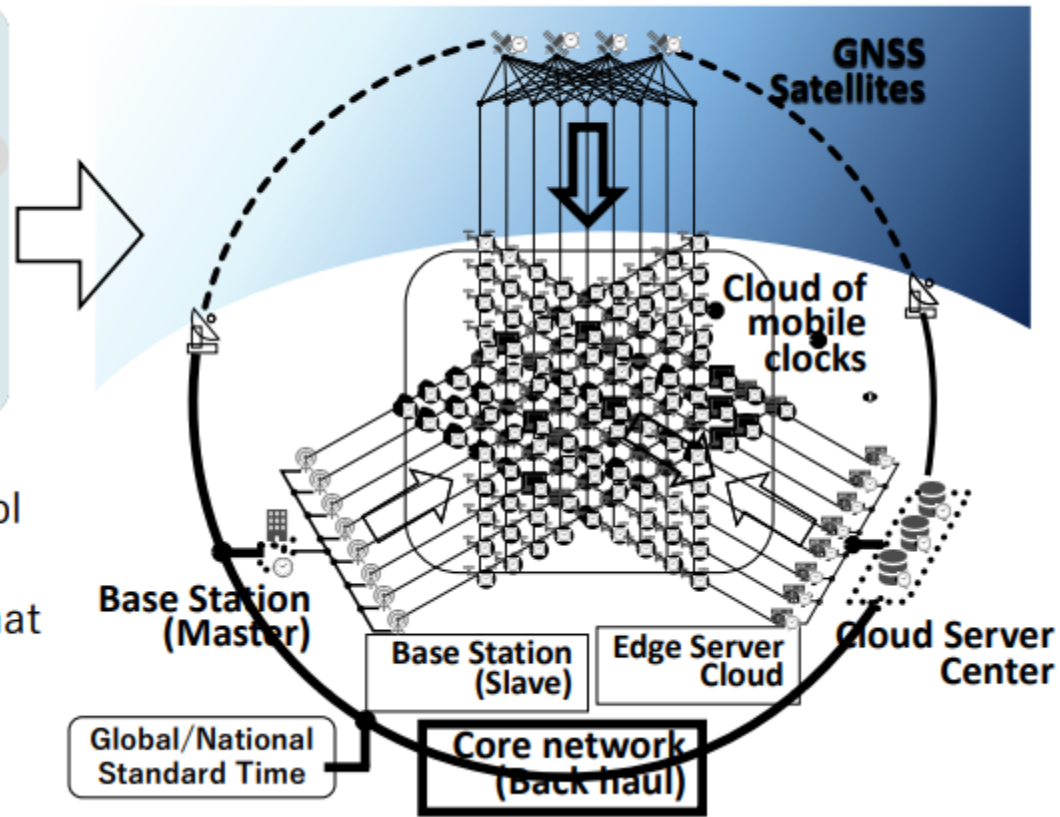 GNSS
Satellites
Cloud of
mobile
clocks
ol
nat
Base Station
(Master)
Base Station
(Slave)
Edge Server
Cloud
Cloud Server
Center
Global/National
Standard Time
Core network
(Back haul)